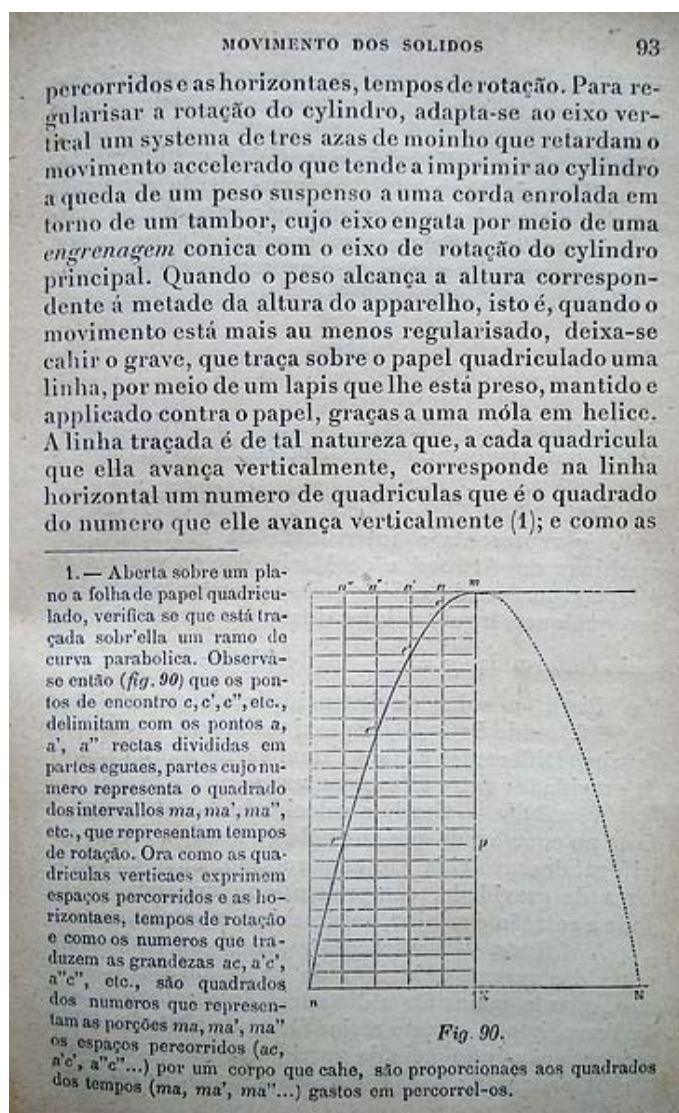 MOVIMENTO DOS SOLIDOS 93
percorridos e as horizontaes, tempos de rotação. Para re-
gularisar a rotação do cylindro, adapta-se ao eixo ver-
tical um systema de tres azas de moinho que retardam o
movimento accelerado que tende a imprimir ao cylindro
a queda de um peso suspenso a uma corda enrolada em
torno de um tambor, cujo eixo engata por meio de uma
engrenagem conica com o eixo de rotação do cylindro
principal. Quando o peso alcança a altura correspon-
dente á metade da altura do apparelho, isto é, quando o
movimento está mais au menos regularisado, deixa-se
cahir o grave, que traça sobre o papel quadriculado uma
linha, por meio de um lapis que lhe está preso, mantido e
applicado contra o papel, graças a uma móla em helice.
A linha traçada é de tal natureza que, a cada quadricula
que ella avança verticalmente, corresponde na linha
horizontal um numero de quadriculas que é o quadrado
do numero que elle avança verticalmente (1); e como as
1.— Aberta sobre um pla-
no a folha de papel quadricu-
lado, verifica se que está tra-
çada sobr'ella um ramo de
curva parabolica. Observa-
se então (fig. 90) que os pon-
tos de encontro c, c', c'', etc.,
delimitam com os pontos a,
a', a'' rectas divididas em
partes eguaes, partes cujo nu-
mero representa o quadrado
dos intervallos ma, ma', ma'',
etc., que representam tempos
de rotação. Ora como as qua-
driculas verticaes exprimem
espaços percorridos e as ho-
rizontaes, tempos de rotação
e como os numeros que tra-
duzem as grandezas ac, a'c',
a''c'', etc., são quadrados
dos numeros que represen-
tam as porções ma, ma', ma''
os espaços percorridos (ac,
a'c', a''c''...) por um corpo que cahe, são proporcionaes aos quadrados
dos tempos (ma, ma', ma''...) gastos em percorrel-os.
m
p
n
N
Fig 90.